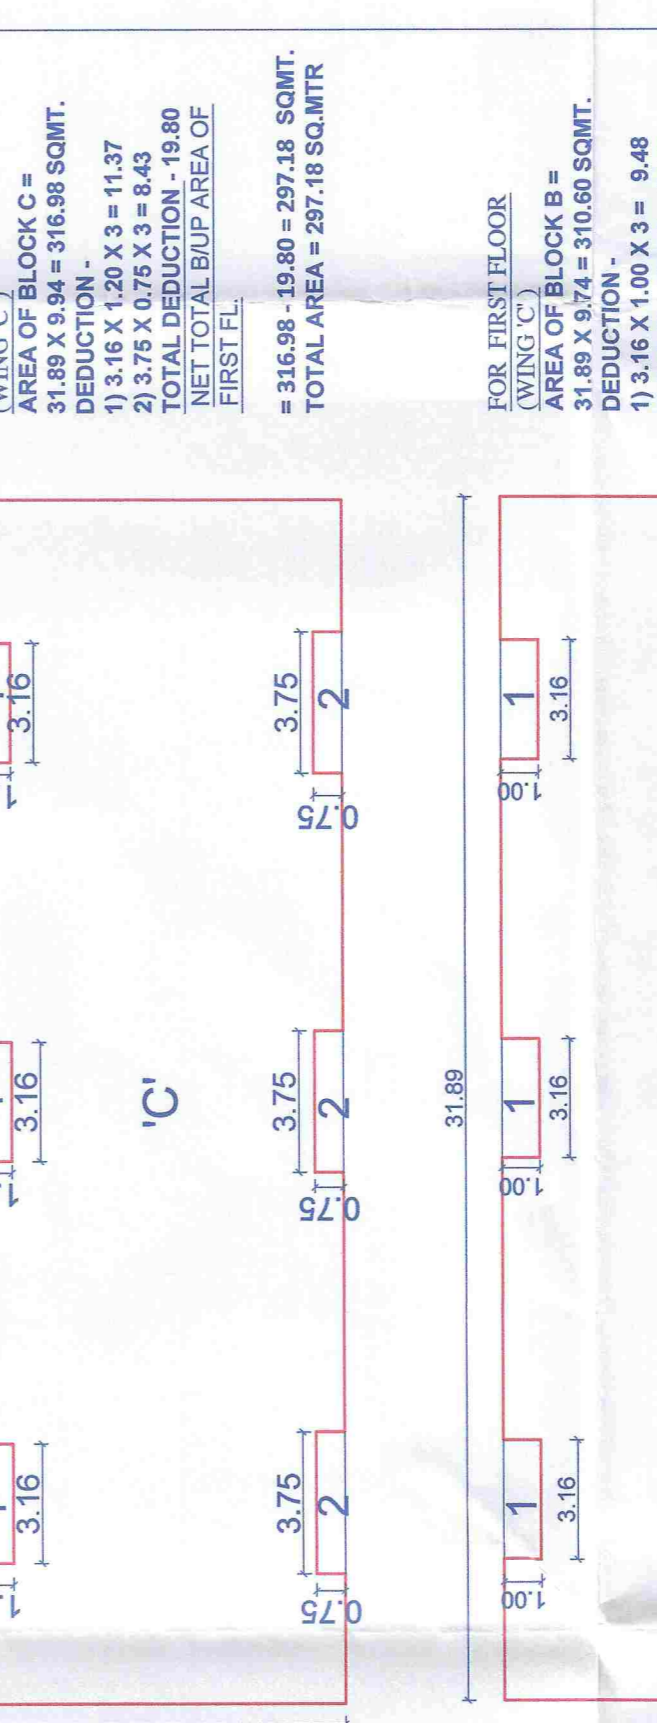 (WING 'C')
AREA OF BLOCK C =
31.89 X 9.94 = 316.98 SQMT.
DEDUCTION -
1) 3.16 X 1.20 X 3 = 11.37
2) 3.75 X 0.75 X 3 = 8.43
TOTAL DEDUCTION - 19.80
NET TOTAL B/UP AREA OF
FIRST FL.
= 316.98 - 19.80 = 297.18 SQMT.
TOTAL AREA = 297.18 SQ.MTR
FOR FIRST FLOOR
(WING 'C')
AREA OF BLOCK B =
31.89 X 9.74 = 310.60 SQMT.
DEDUCTION -
1) 3.16 X 1.00 X 3 = 9.48
3.16
3.16
3.16
'C'
3.75
3.75
3.75
2
2
2
0.75
0.75
0.75
31.89
1
1
1
1.00
1.00
1.00
3.16
3.16
3.16